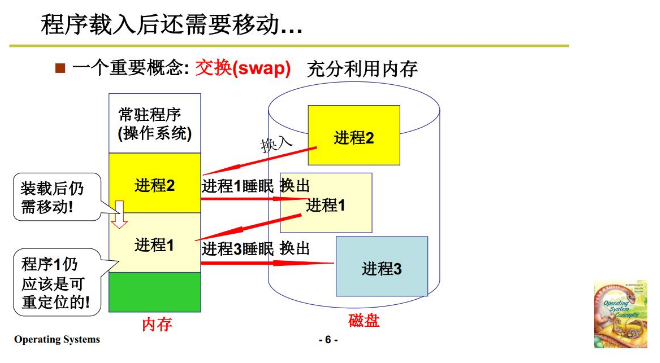 程序载入后还需要移动…
一个重要概念: 交换(swap) 充分利用内存
常驻程序
(操作系统)
进程2
换入
进程2
装载后仍
需移动!
进程1睡眠 换出
进程1
进程1
进程3睡眠 换出
程序1仍
应该是可
重定位的!
进程3
内存
磁盘
Operating Systems
- 6 -
Operating
System
Concepts